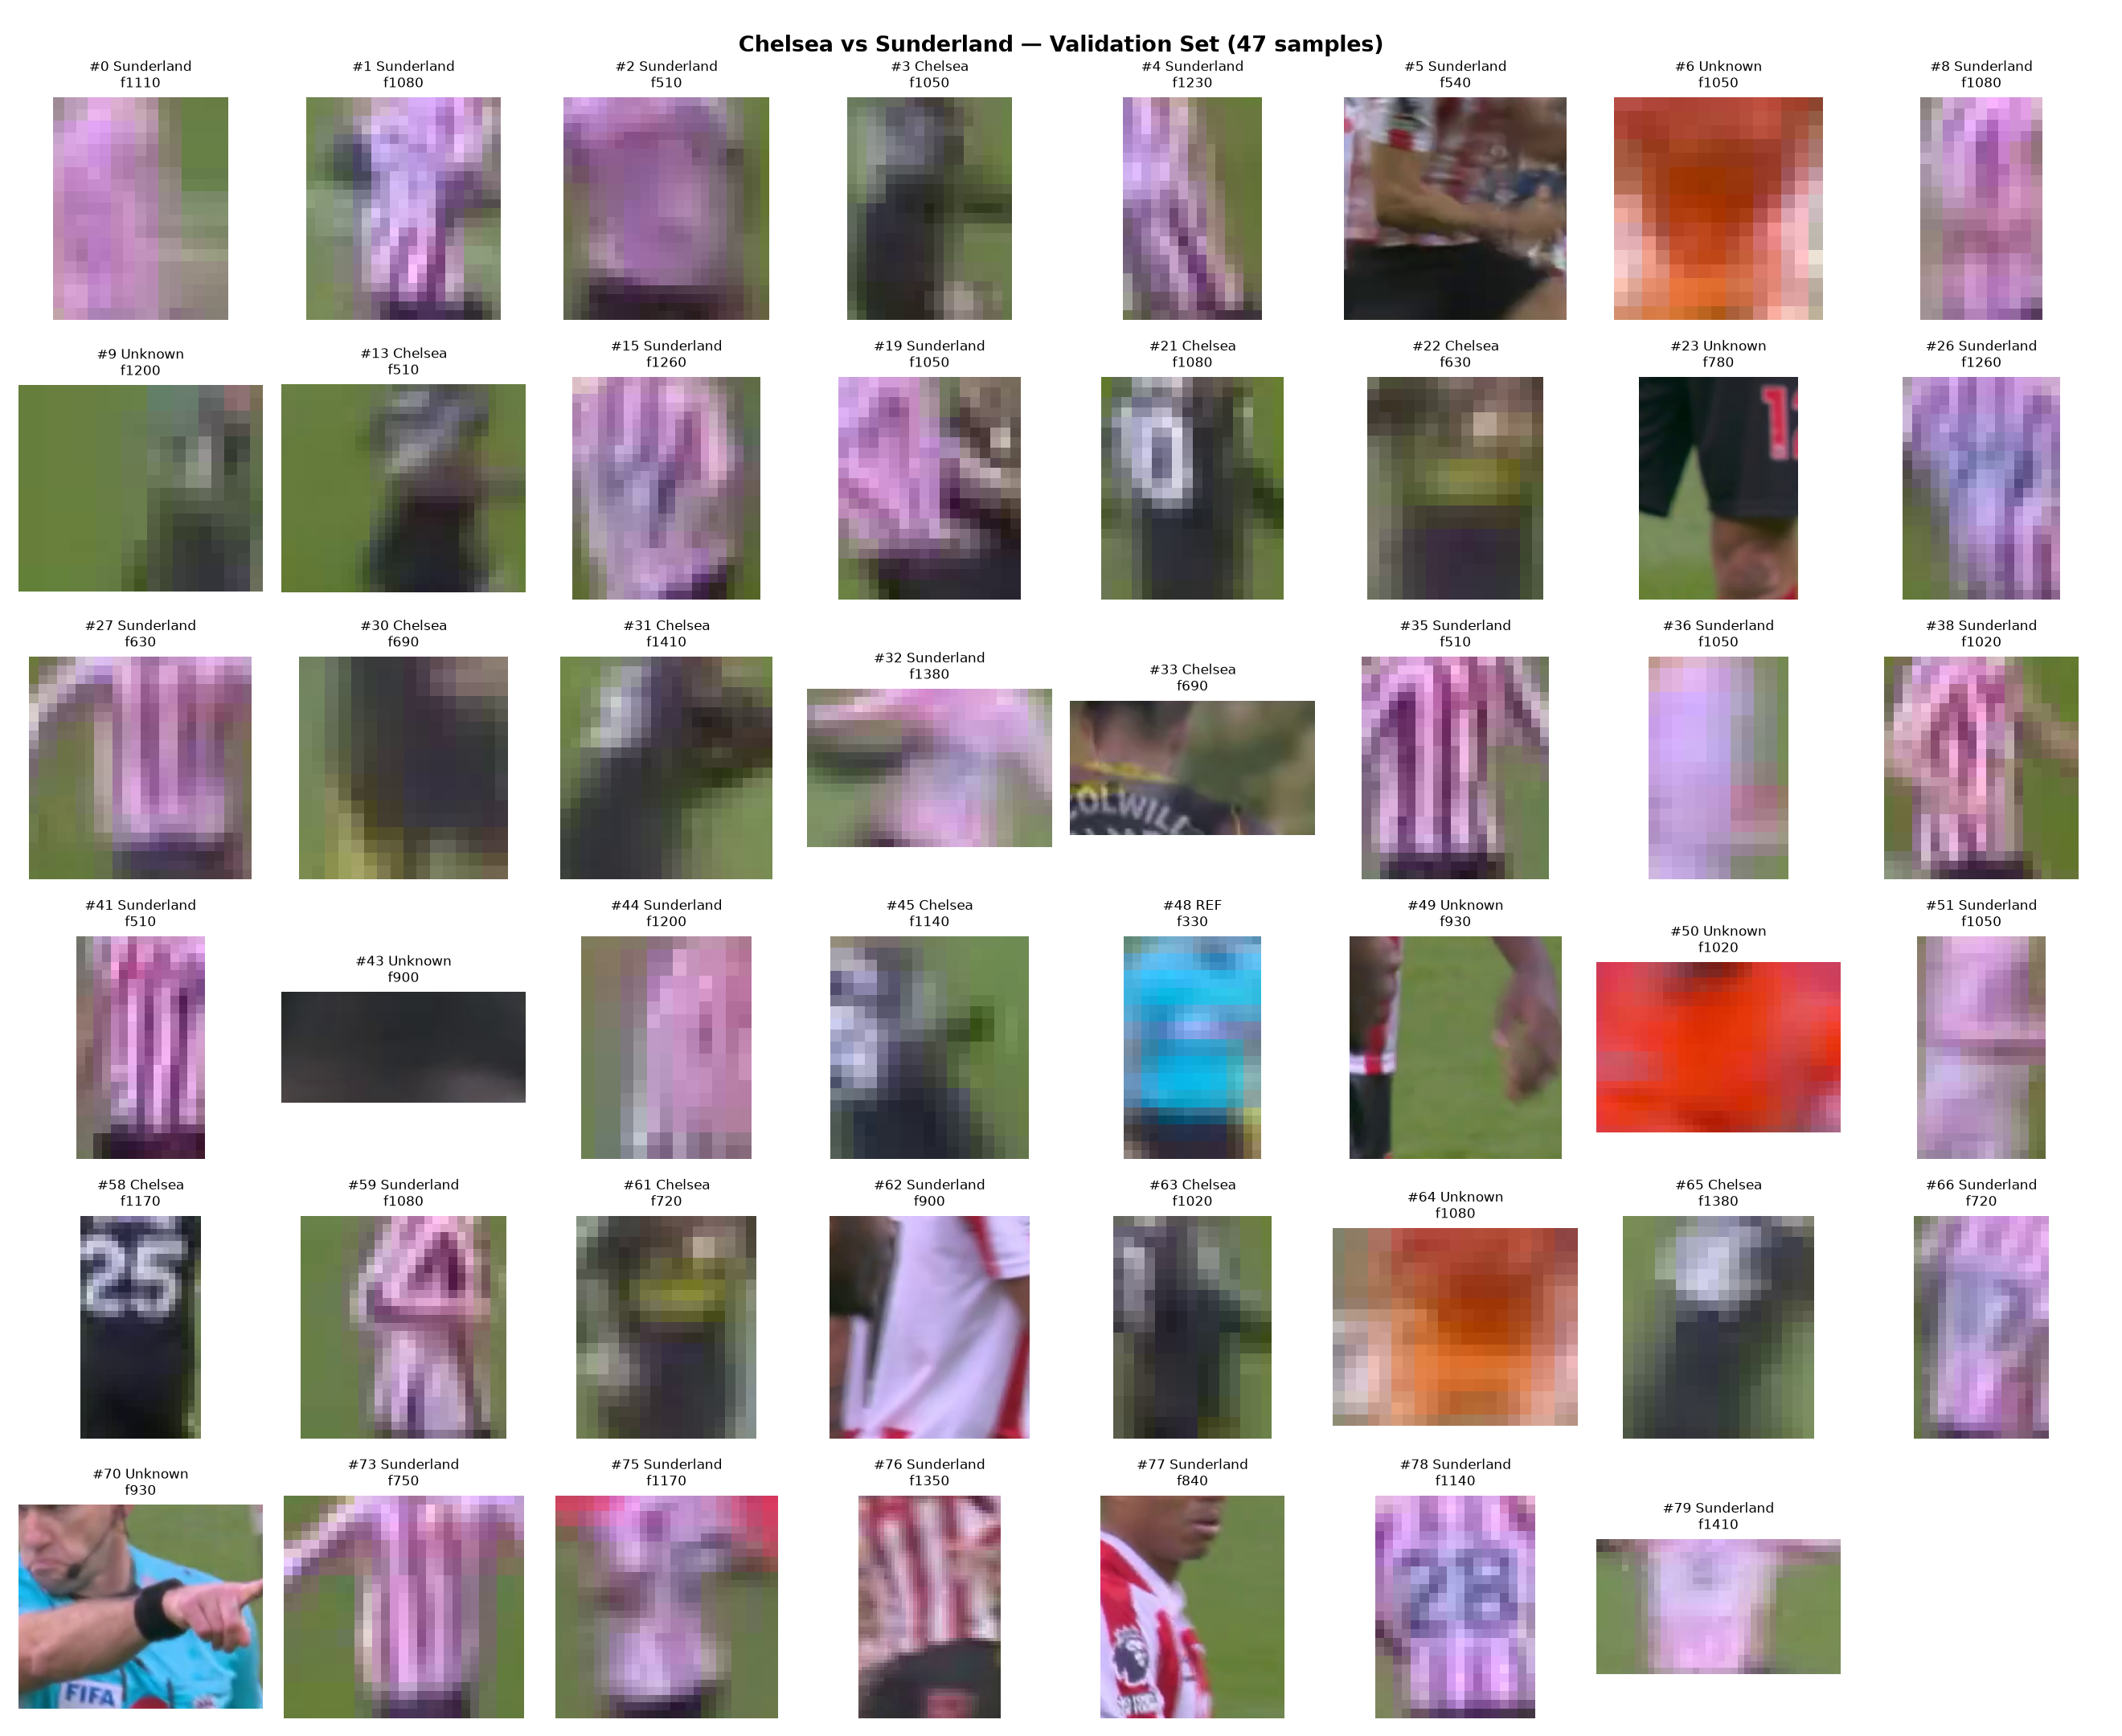 Chelsea vs Sunderland — Validation Set (47 samples)
#0 Sunderland
f1110
#1 Sunderland
f1080
#2 Sunderland
f510
#3 Chelsea
f1050
#4 Sunderland
f1230
#5 Sunderland
f540
#6 Unknown
f1050
#8 Sunderland
f1080
#9 Unknown
f1200
#13 Chelsea
f510
#15 Sunderland
f1260
#19 Sunderland
f1050
#21 Chelsea
f1080
0
#22 Chelsea
f630
#23 Unknown
f780
#26 Sunderland
f1260
#27 Sunderland
f630
#30 Chelsea
f690
#31 Chelsea
f1410
#32 Sunderland
f1380
#33 Chelsea
f690
COLWILL
#35 Sunderland
f510
#36 Sunderland
f1050
#38 Sunderland
f1020
#41 Sunderland
f510
#43 Unknown
f900
#44 Sunderland
f1200
#45 Chelsea
f1140
#48 REF
f330
#49 Unknown
f930
#50 Unknown
f1020
#51 Sunderland
f1050
#58 Chelsea
f1170
25
#59 Sunderland
f1080
#61 Chelsea
f720
#62 Sunderland
f900
#63 Chelsea
f1020
#64 Unknown
f1080
#65 Chelsea
f1380
#66 Sunderland
f720
#70 Unknown
f930
FIFA
#73 Sunderland
f750
#75 Sunderland
f1170
#76 Sunderland
f1350
#77 Sunderland
f840
#78 Sunderland
f1140
28
#79 Sunderland
f1410